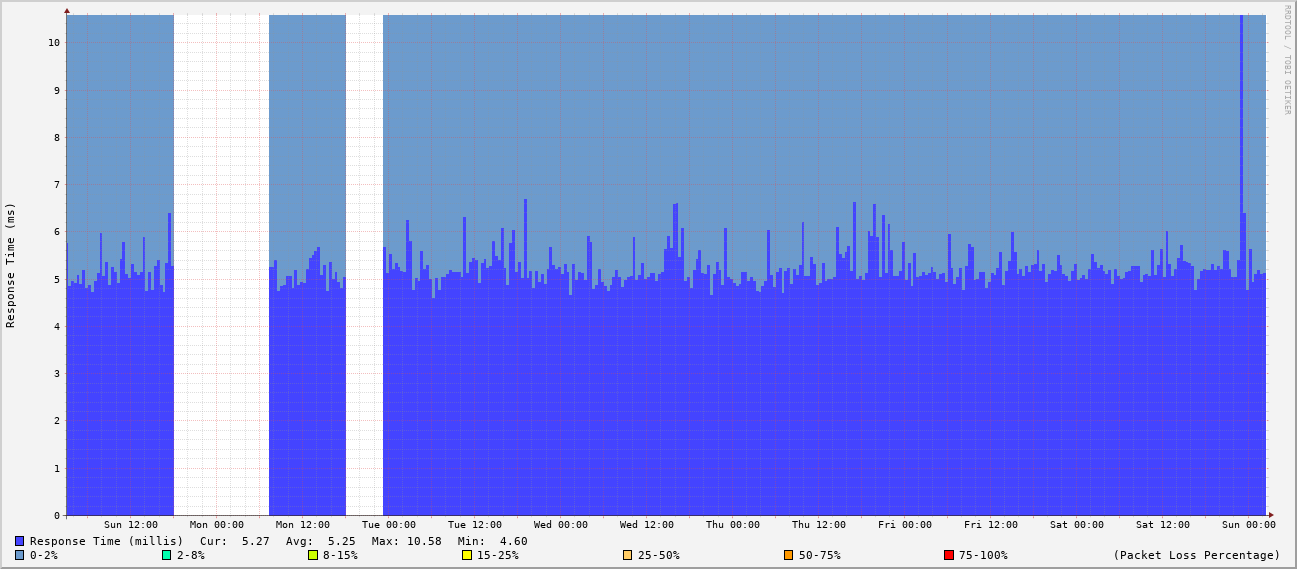 RRDTOOL / TOBI OETIKER
Response Time (ms)
10
9
8
7
6
5
4
3
2
1
0
Sun 12:00 Mon 00:00 Mon 12:00 Tue 00:00 Tue 12:00 Wed 00:00 Wed 12:00 Thu 00:00 Thu 12:00 Fri 00:00 Fri 12:00 Sat 00:00 Sat 12:00 Sun 00:00
Response Time (millis) Cur: 5.27 Avg: 5.25 Max: 10.58 Min: 4.60
0-2% 2-8% 8-15% 15-25% 25-50% 50-75% 75-100% (Packet Loss Percentage)